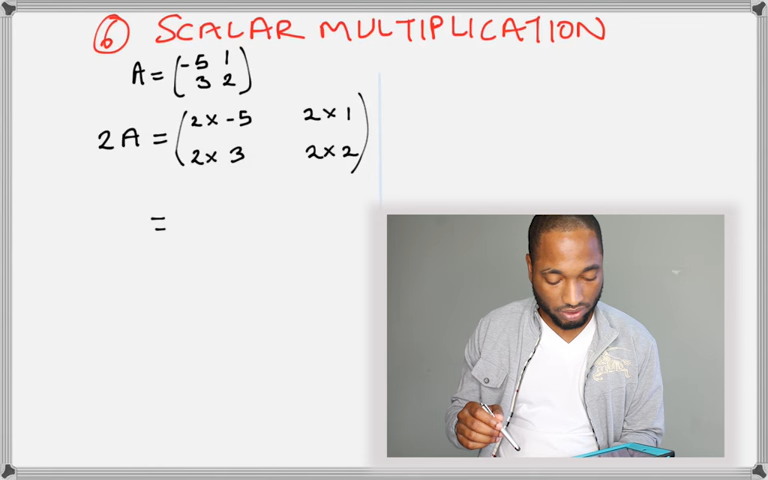 6 SCALAR MULTIPLICATION
A = (-5 1
3 2)
2A = (2 x -5 2 x 1
2 x 3 2 x 2)
=